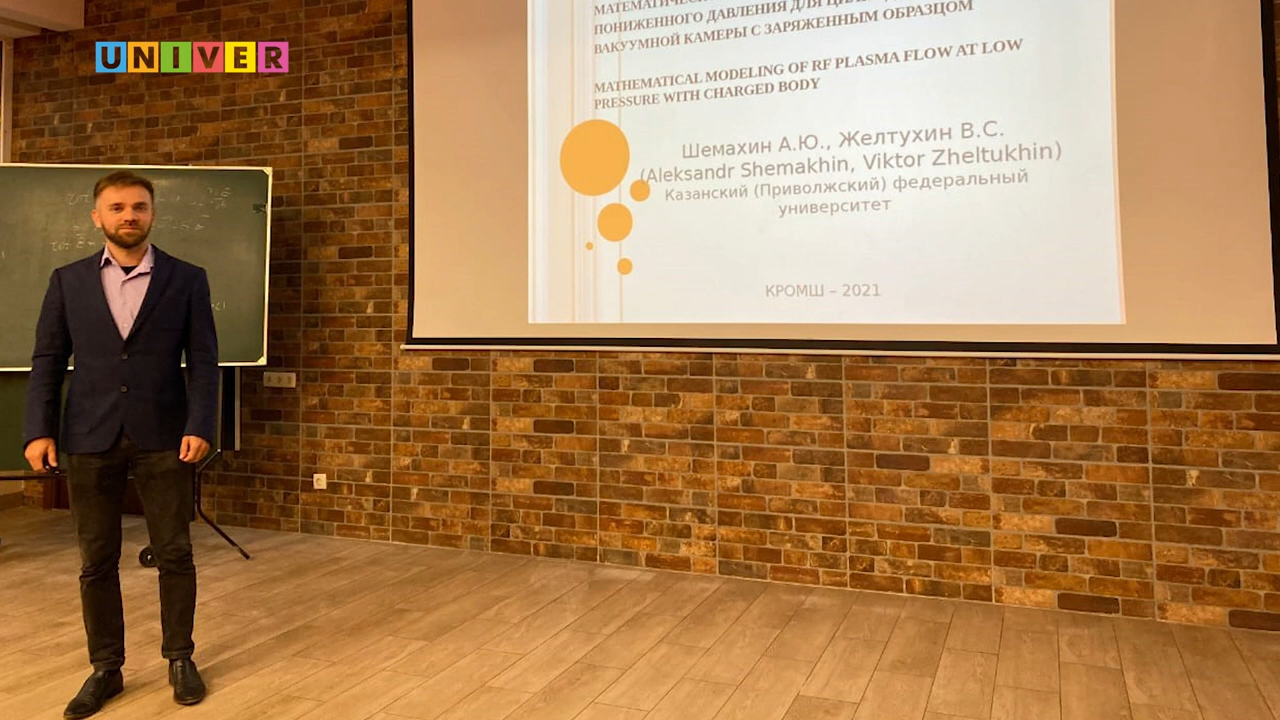 UNIVER
ПОНИЖЕННОГО ДАВЛЕНИЯ ДЛЯ
ВАКУУМНОЙ КАМЕРЫ С ЗАРЯЖЕННЫМ ОБРАЗЦОМ
MATHEMATICAL MODELING OF RF PLASMA FLOW AT LOW
PRESSURE WITH CHARGED BODY
Шемахин А.Ю., Желтухин В.С.
(Aleksandr Shemakhin, Viktor Zheltukhin)
Казанский (Приволжский) федеральный
университет
КРОМШ – 2021